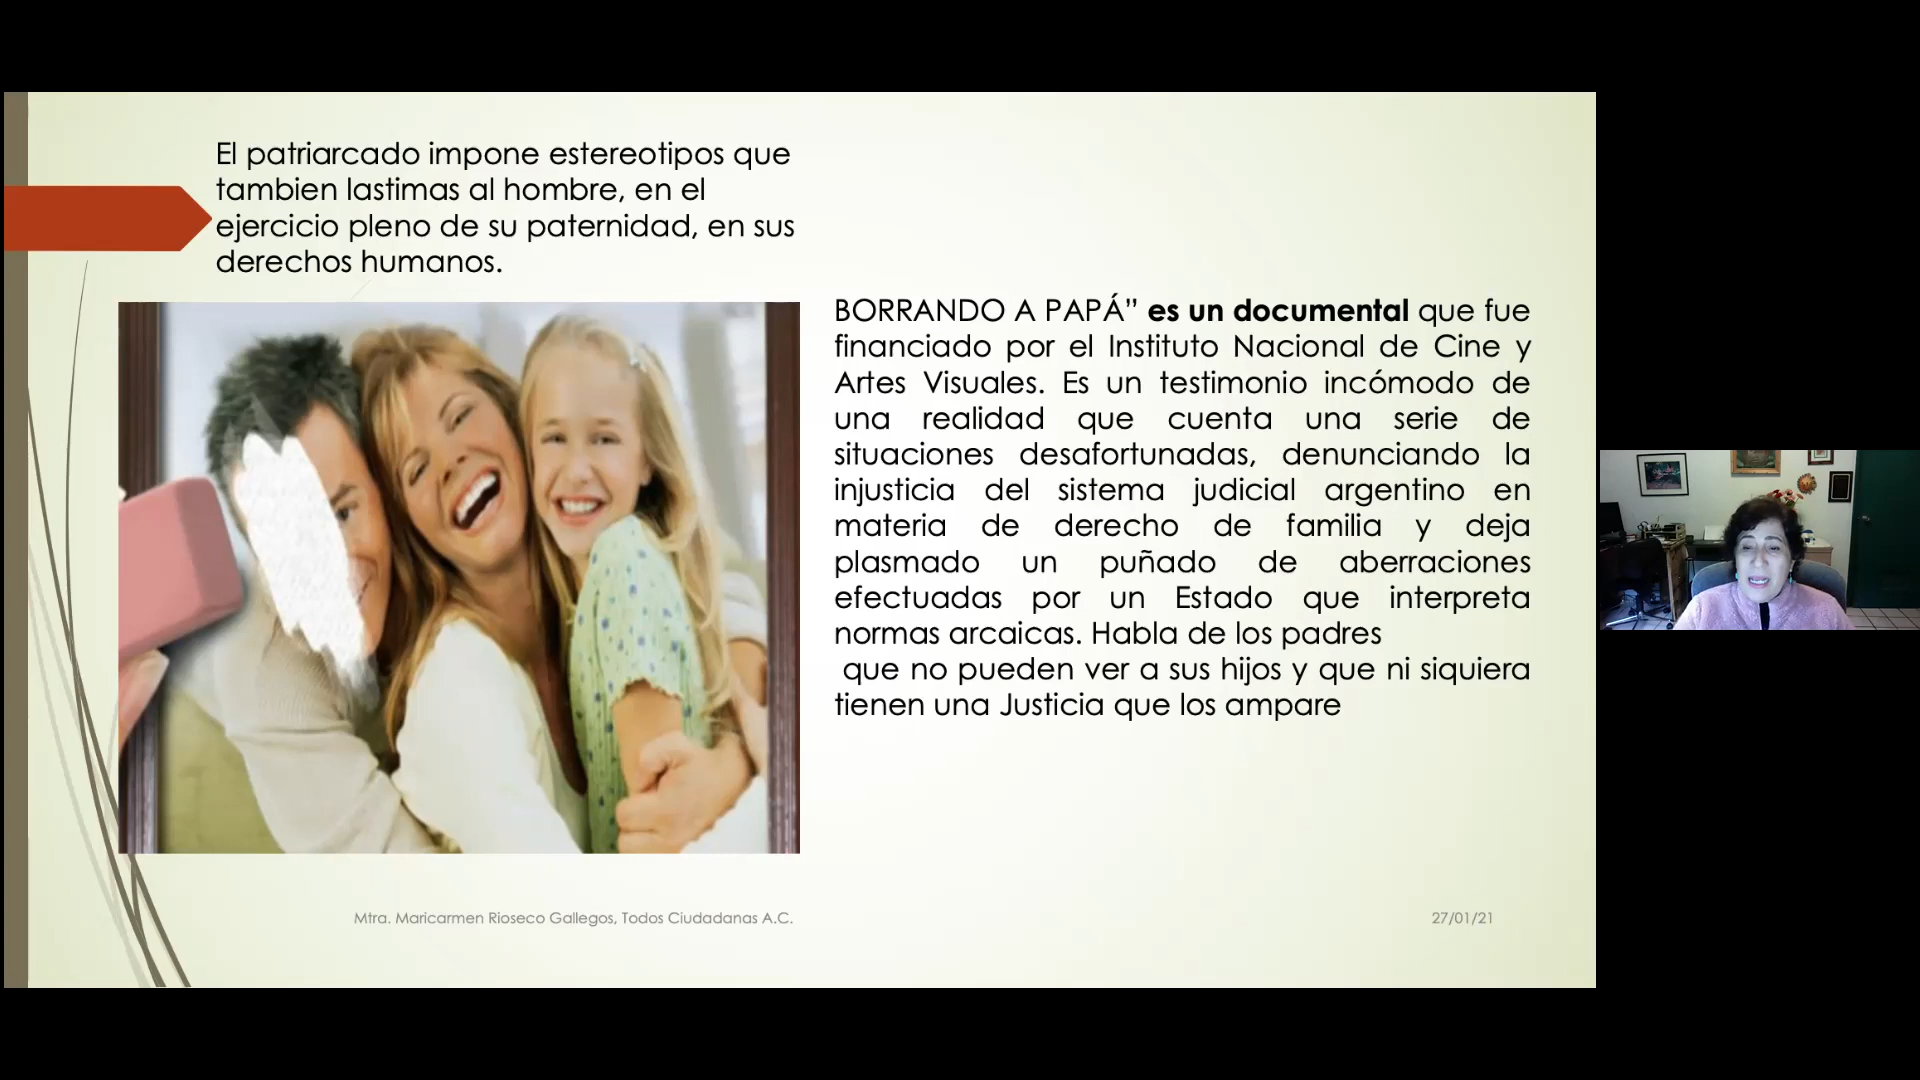 El patriarcado impone estereotipos que
tambien lastimas al hombre, en el
ejercicio pleno de su paternidad, en sus
derechos humanos.
BORRANDO A PAPÁ” es un documental que fue
financiado por el Instituto Nacional de Cine y
Artes Visuales. Es un testimonio incómodo de
una realidad que cuenta una serie de
situaciones desafortunadas, denunciando la
injusticia del sistema judicial argentino en
materia de derecho de familia y deja
plasmado un puñado de aberraciones
efectuadas por un Estado que interpreta
normas arcaicas. Habla de los padres
que no pueden ver a sus hijos y que ni siquiera
tienen una Justicia que los ampare
Mtra. Maricarmen Rioseco Gallegos, Todos Ciudadanas A.C.
27/01/21